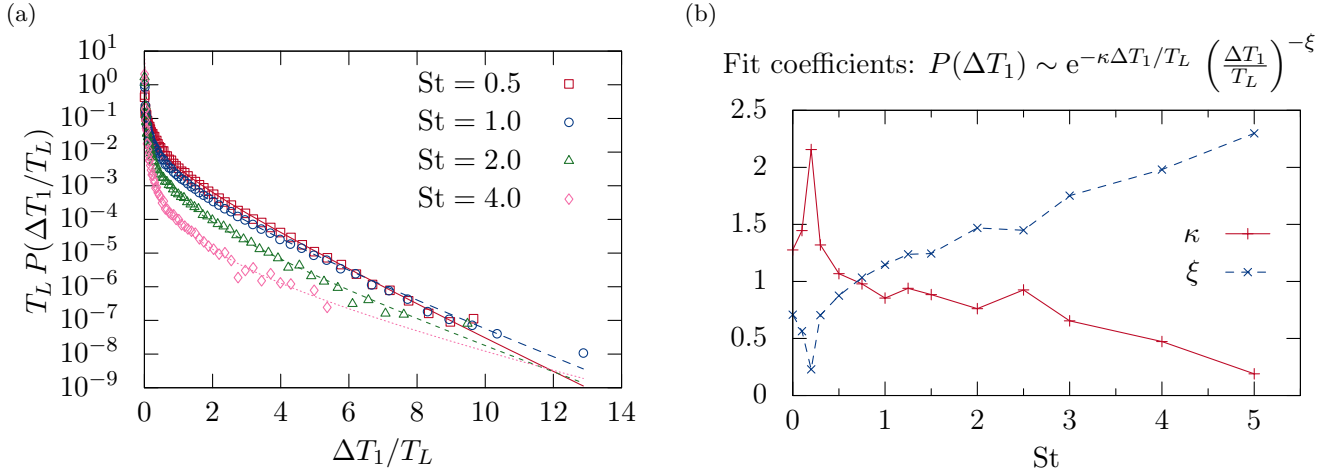 (a)
10^1
10^0
10^{-1}
10^{-2}
10^{-3}
10^{-4}
10^{-5}
10^{-6}
10^{-7}
10^{-8}
10^{-9}
T_L P(ΔT_1/T_L)
St = 0.5
St = 1.0
St = 2.0
St = 4.0
0 2 4 6 8 10 12 14
ΔT_1/T_L
(b)
Fit coefficients: P(ΔT_1) ∼ e^{−κΔT_1/T_L} (ΔT_1/T_L)^{−ξ}
2.5
2
1.5
1
0.5
0
κ
ξ
0 1 2 3 4 5
St